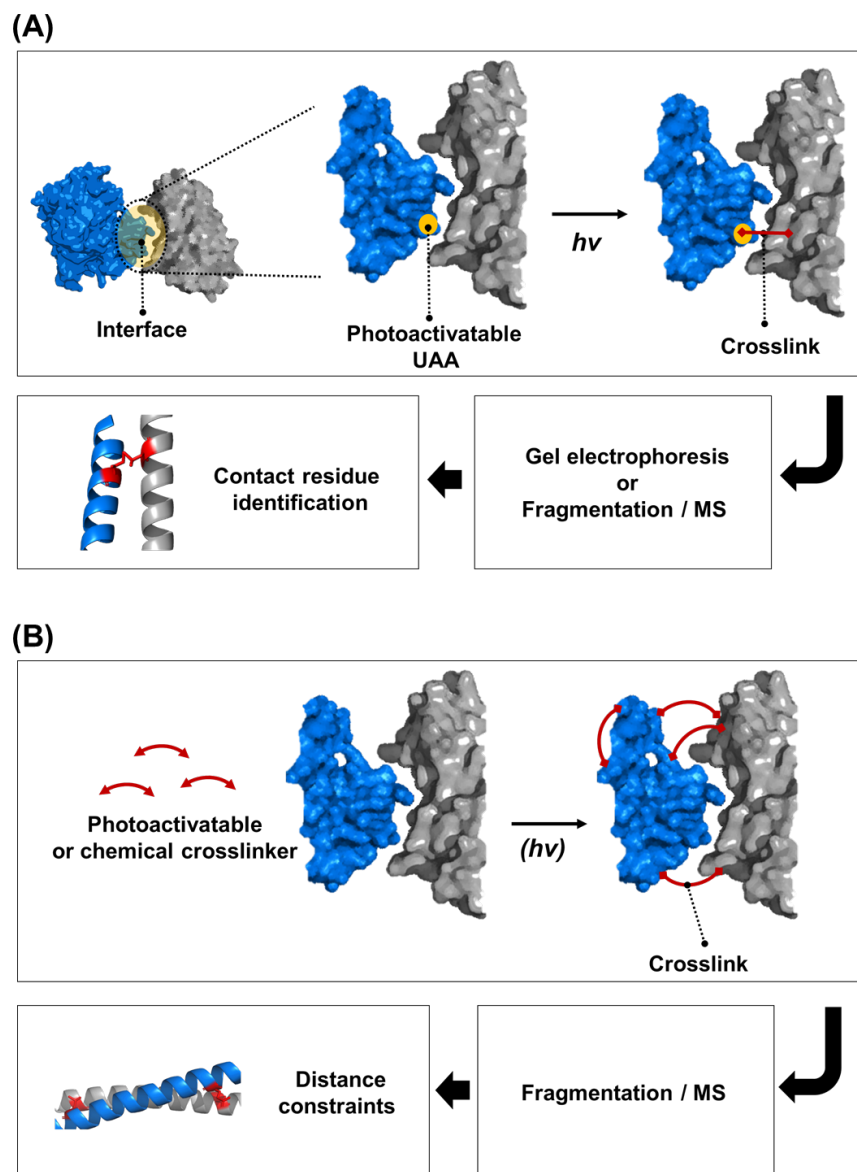 (A)
Interface
Photoactivatable
UAA
hv
Crosslink
Contact residue
identification
Gel electrophoresis
or
Fragmentation / MS
(B)
Photoactivatable
or chemical crosslinker
(hv)
Crosslink
Distance
constraints
Fragmentation / MS